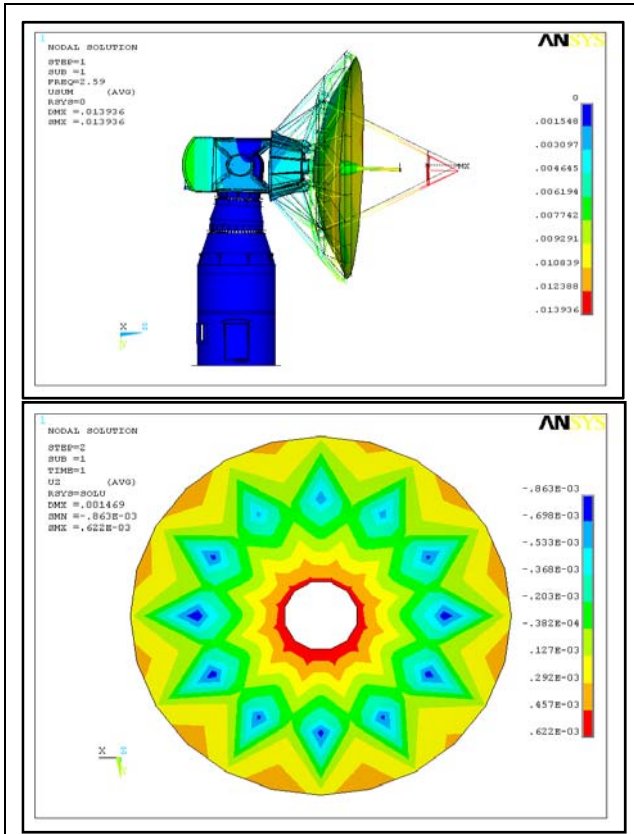 1
NODAL SOLUTION
STEP=1
SUB =1
FREQ=2.59
USUM (AVG)
RSYS=0
DMX =.013936
SMX =.013936
ANSYS
0
.001548
.003097
.004645
.006194
.007742
.009291
.010839
.012388
.013936
MX
X Z
Y
1
NODAL SOLUTION
STEP=2
SUB =1
TIME=1
UZ (AVG)
RSYS=SOLU
DMX =.001469
SMN =-.863E-03
SMX =.622E-03
ANSYS
-.863E-03
-.698E-03
-.533E-03
-.368E-03
-.203E-03
-.382E-04
.127E-03
.292E-03
.457E-03
.622E-03
X Z
Y